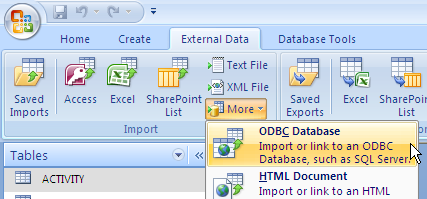 Home Create External Data Database Tools
Saved Imports
Access
Excel
SharePoint List
Text File
XML File
More
Saved Exports
Excel
SharePoint List
Import
ODBC Database
Import or link to an ODBC
Database, such as SQL Server
HTML Document
Import or link to an HTML
Tables
ACTIVITY